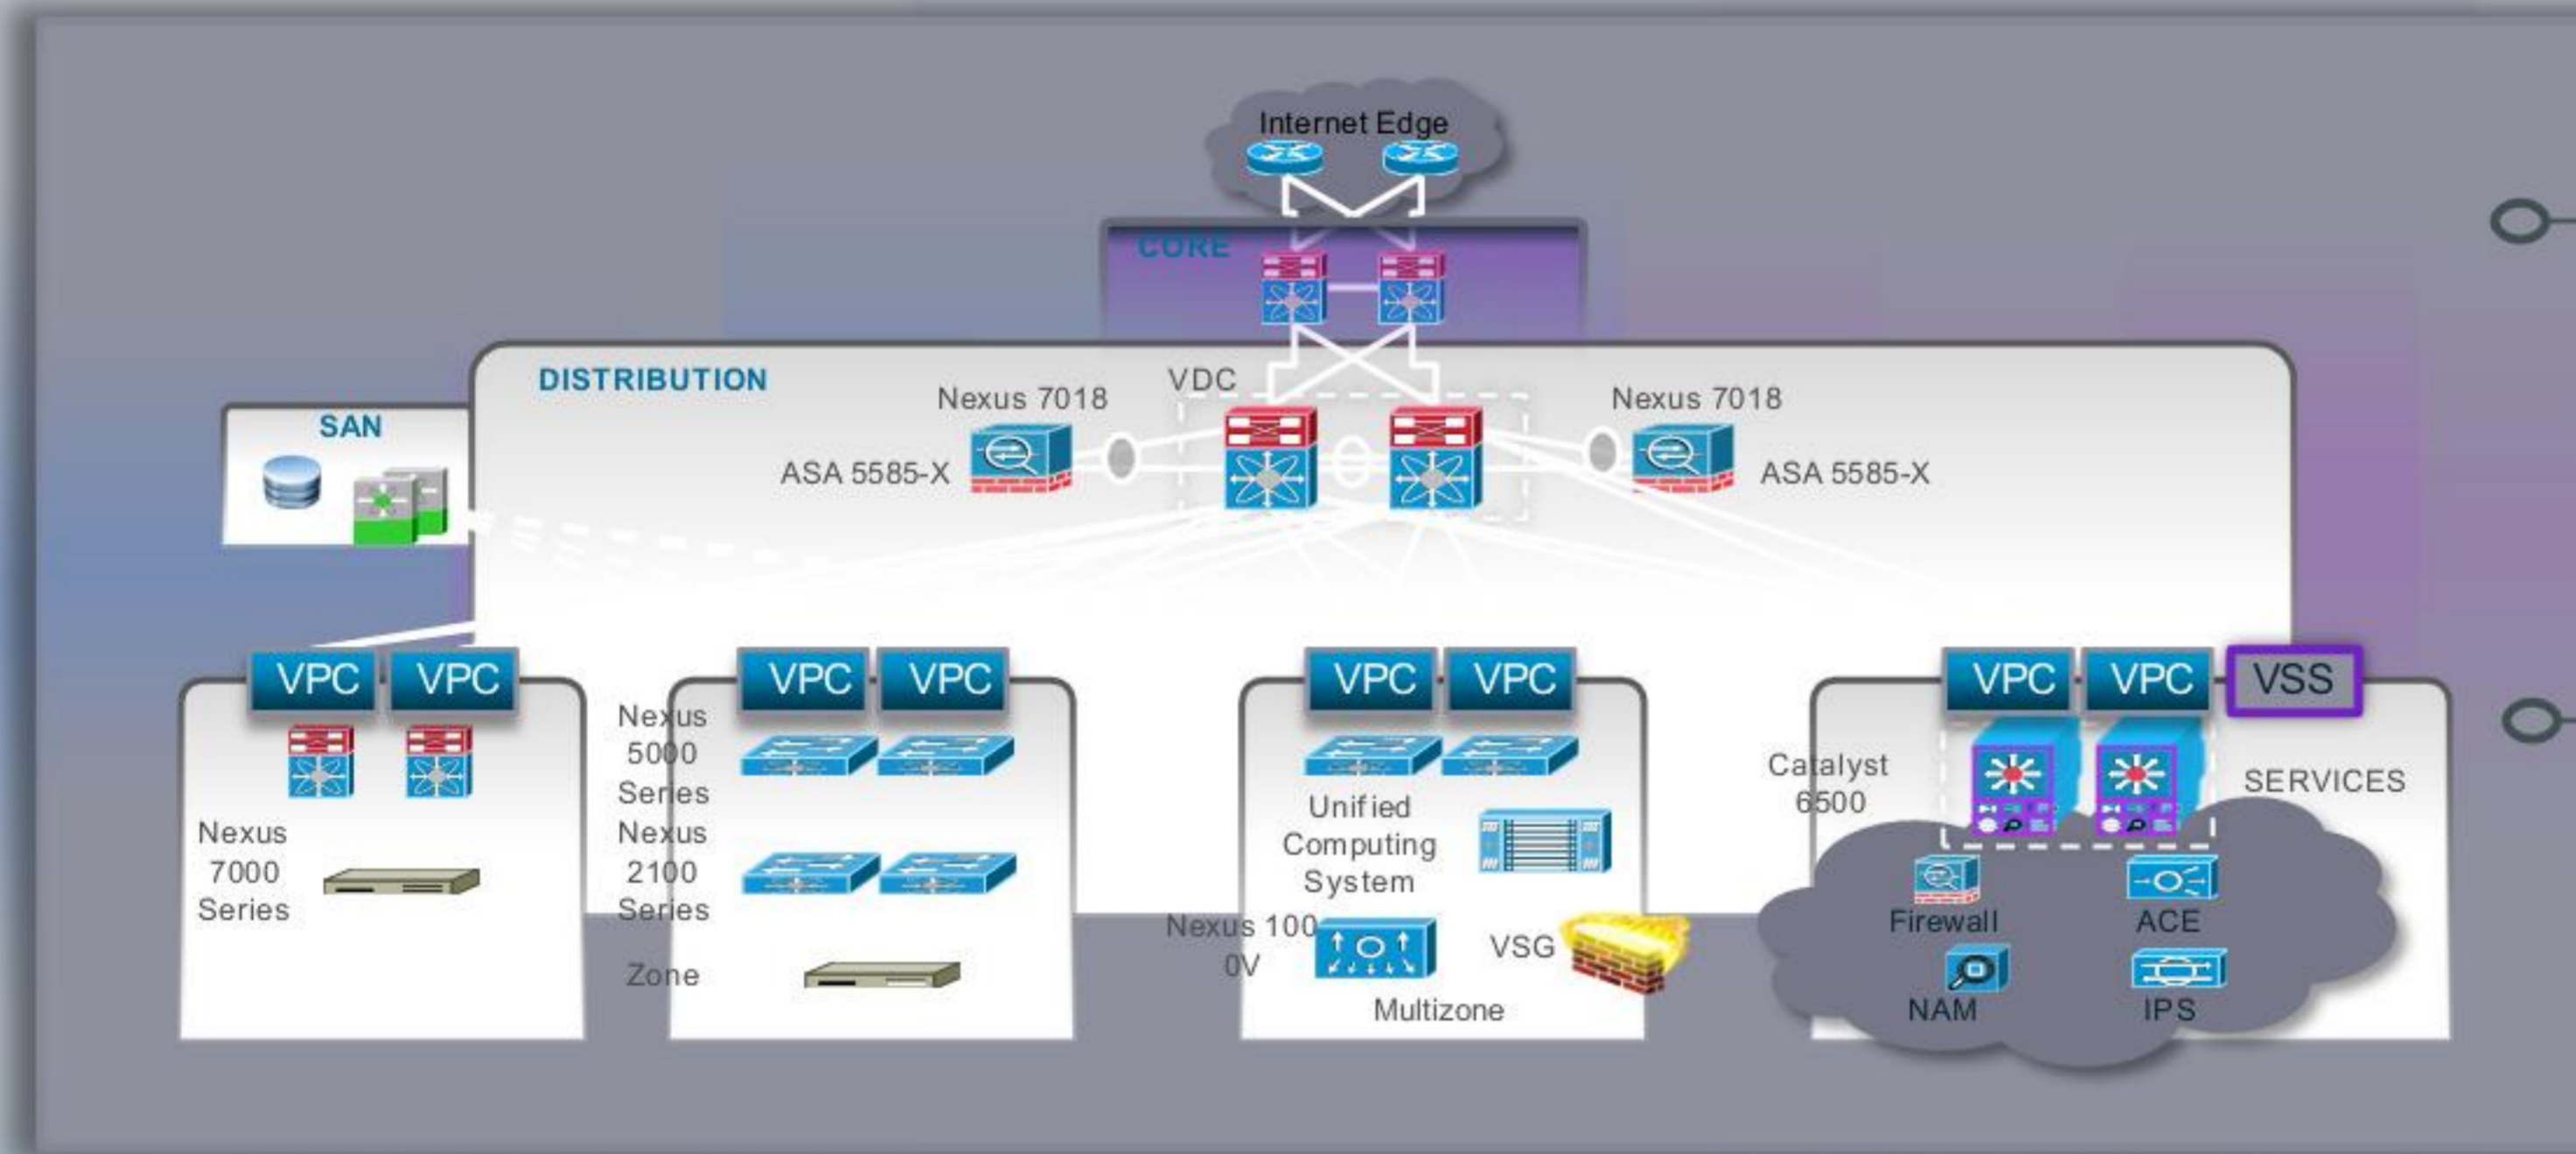 Internet Edge
CORE
DISTRIBUTION
VDC
Nexus 7018
Nexus 7018
SAN
ASA 5585-X
ASA 5585-X
VPC
VPC
VPC
VPC
VPC
VPC
VPC
VPC
VSS
Nexus
7000
Series
Nexus
5000
Series
Nexus
2100
Series
Zone
Unified
Computing
System
Nexus 100
0V
VSG
Multizone
Catalyst
6500
SERVICES
Firewall
ACE
NAM
IPS